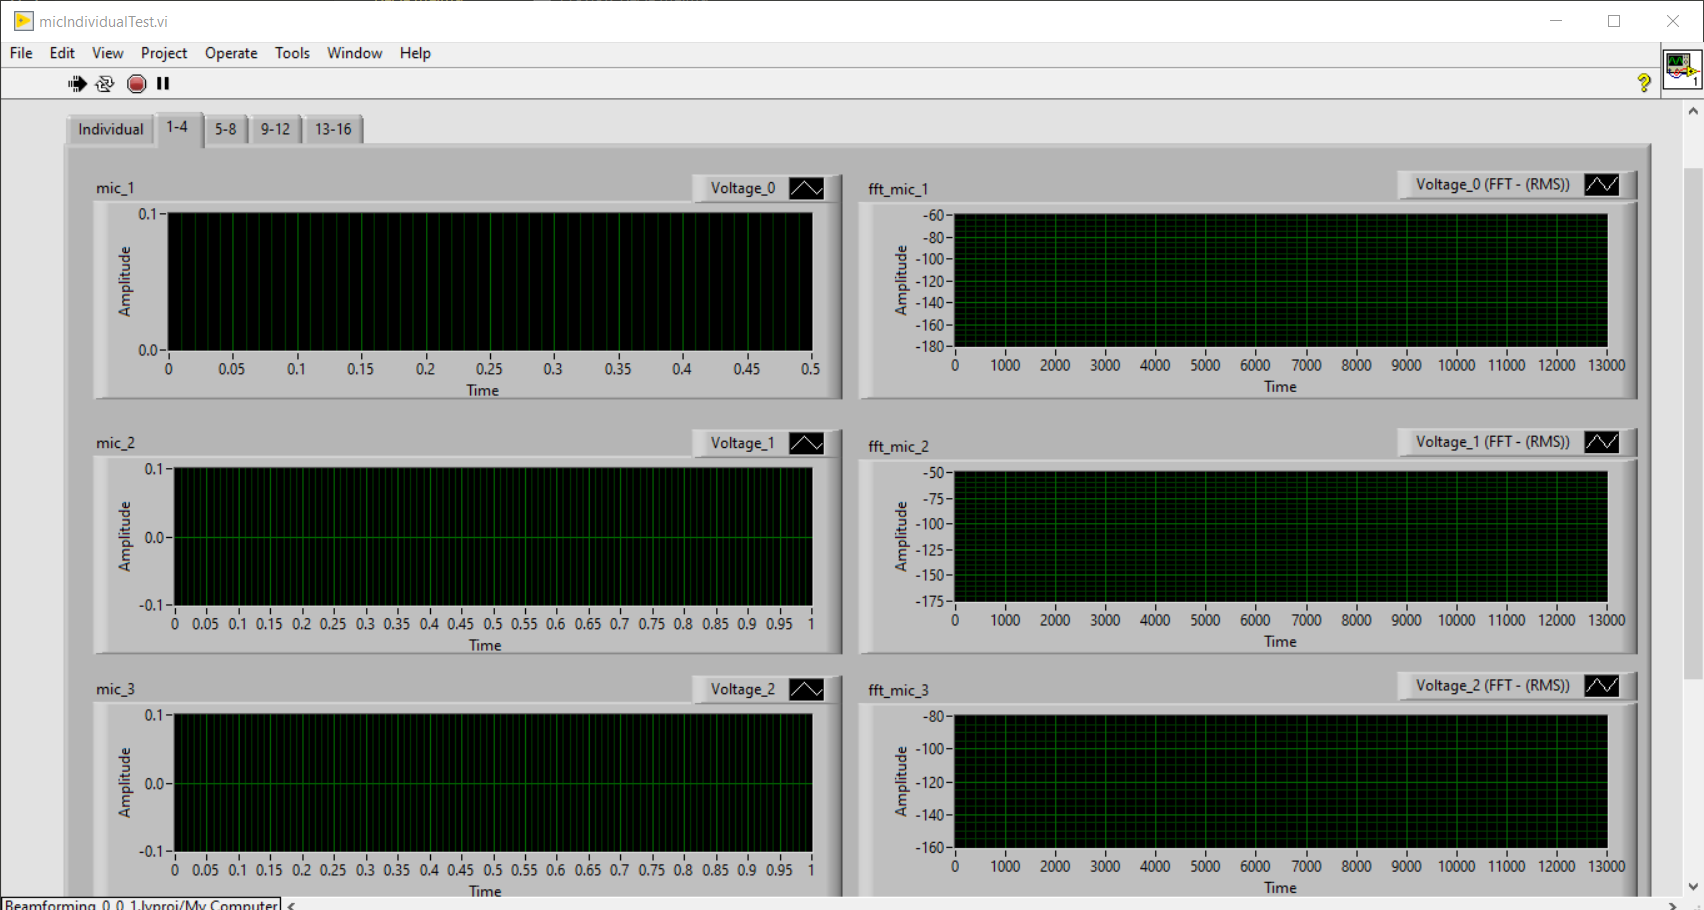 micIndividualTest.vi
File Edit View Project Operate Tools Window Help
?
1
Individual 1-4 5-8 9-12 13-16
mic_1 Voltage_0
0.1
Amplitude
0.0
0 0.05 0.1 0.15 0.2 0.25 0.3 0.35 0.4 0.45 0.5
Time
fft_mic_1 Voltage_0 (FFT - (RMS))
-60
-80
-100
-120
-140
-160
-180
Amplitude
0 1000 2000 3000 4000 5000 6000 7000 8000 9000 10000 11000 12000 13000
Time
mic_2 Voltage_1
0.1
0.0
-0.1
Amplitude
0 0.05 0.1 0.15 0.2 0.25 0.3 0.35 0.4 0.45 0.5 0.55 0.6 0.65 0.7 0.75 0.8 0.85 0.9 0.95 1
Time
fft_mic_2 Voltage_1 (FFT - (RMS))
-50
-75
-100
-125
-150
-175
Amplitude
0 1000 2000 3000 4000 5000 6000 7000 8000 9000 10000 11000 12000 13000
Time
mic_3 Voltage_2
0.1
0.0
-0.1
Amplitude
0 0.05 0.1 0.15 0.2 0.25 0.3 0.35 0.4 0.45 0.5 0.55 0.6 0.65 0.7 0.75 0.8 0.85 0.9 0.95 1
Time
fft_mic_3 Voltage_2 (FFT - (RMS))
-80
-100
-120
-140
-160
Amplitude
0 1000 2000 3000 4000 5000 6000 7000 8000 9000 10000 11000 12000 13000
Time
Beamforming_0_0_1.lvproj/My Computer